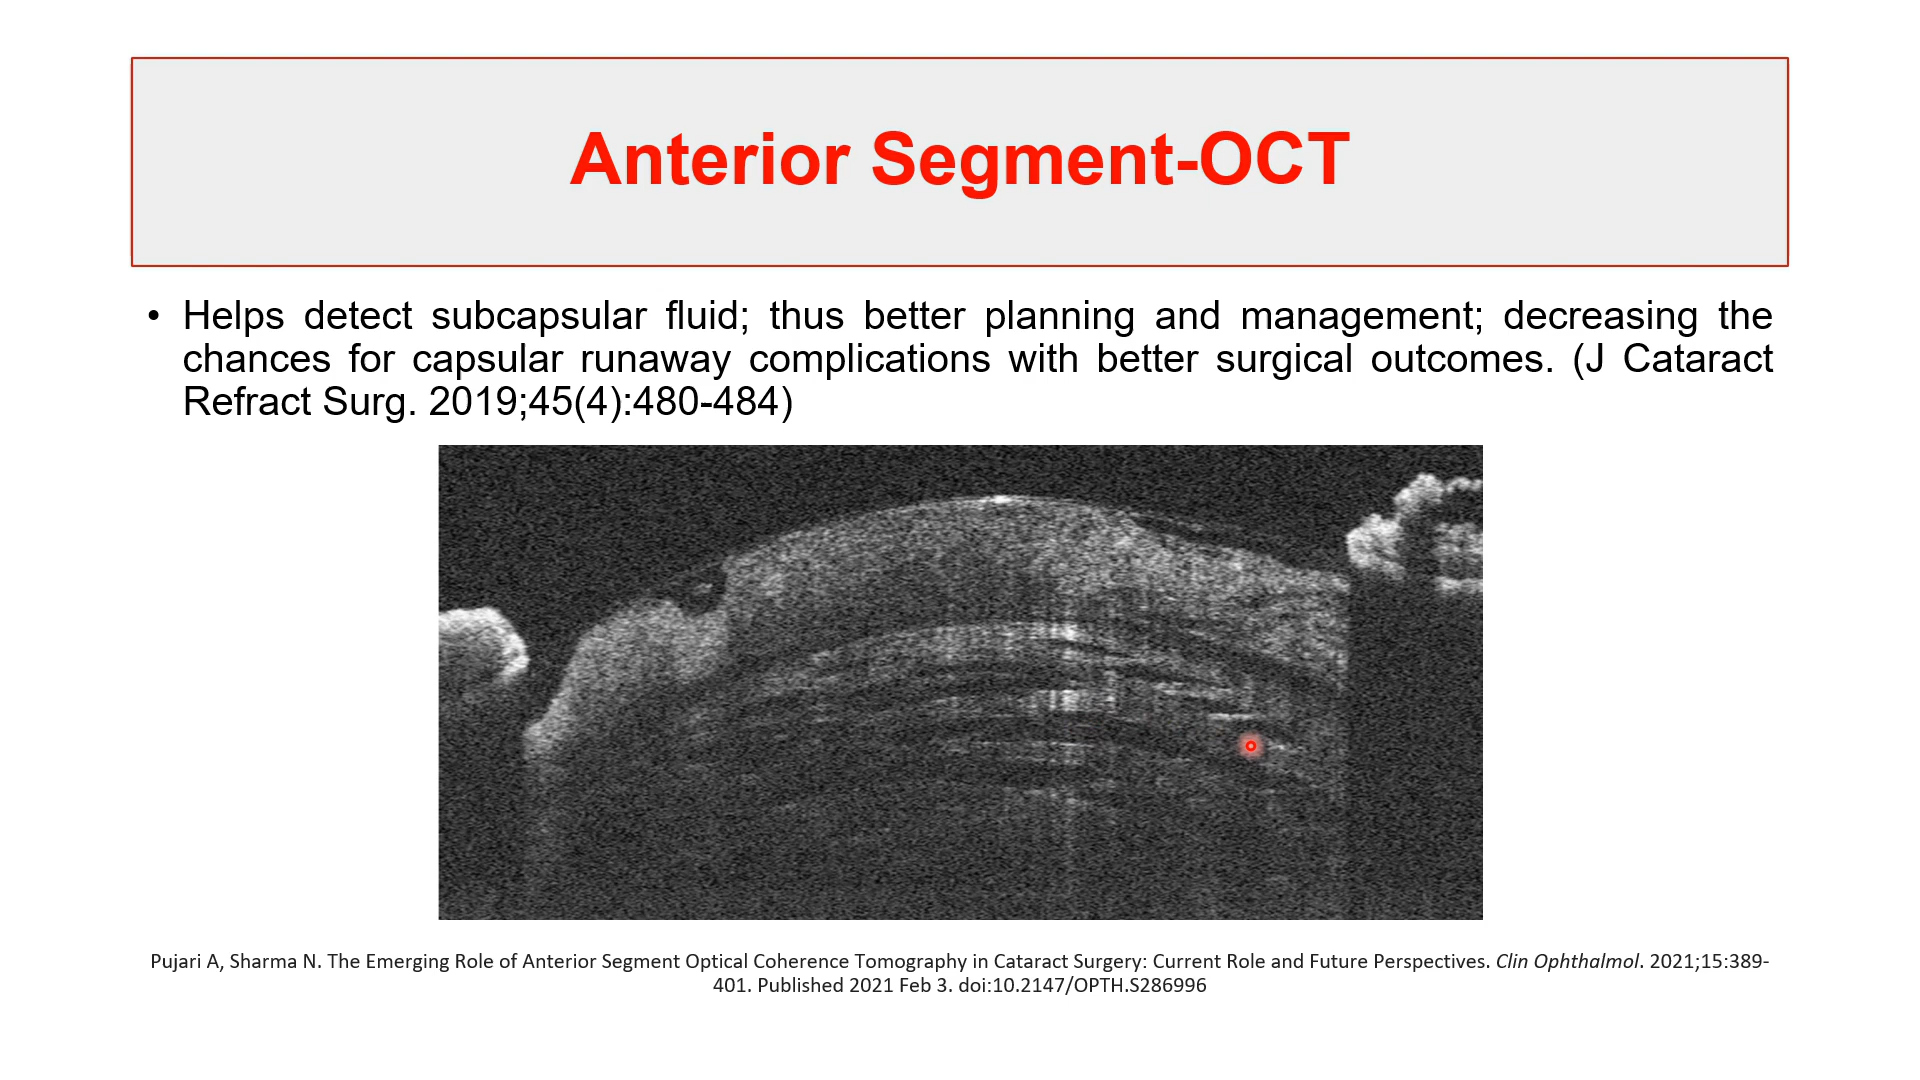 Anterior Segment-OCT
• Helps detect subcapsular fluid; thus better planning and management; decreasing the
chances for capsular runaway complications with better surgical outcomes. (J Cataract
Refract Surg. 2019;45(4):480-484)
Pujari A, Sharma N. The Emerging Role of Anterior Segment Optical Coherence Tomography in Cataract Surgery: Current Role and Future Perspectives. Clin Ophthalmol. 2021;15:389-
401. Published 2021 Feb 3. doi:10.2147/OPTH.S286996